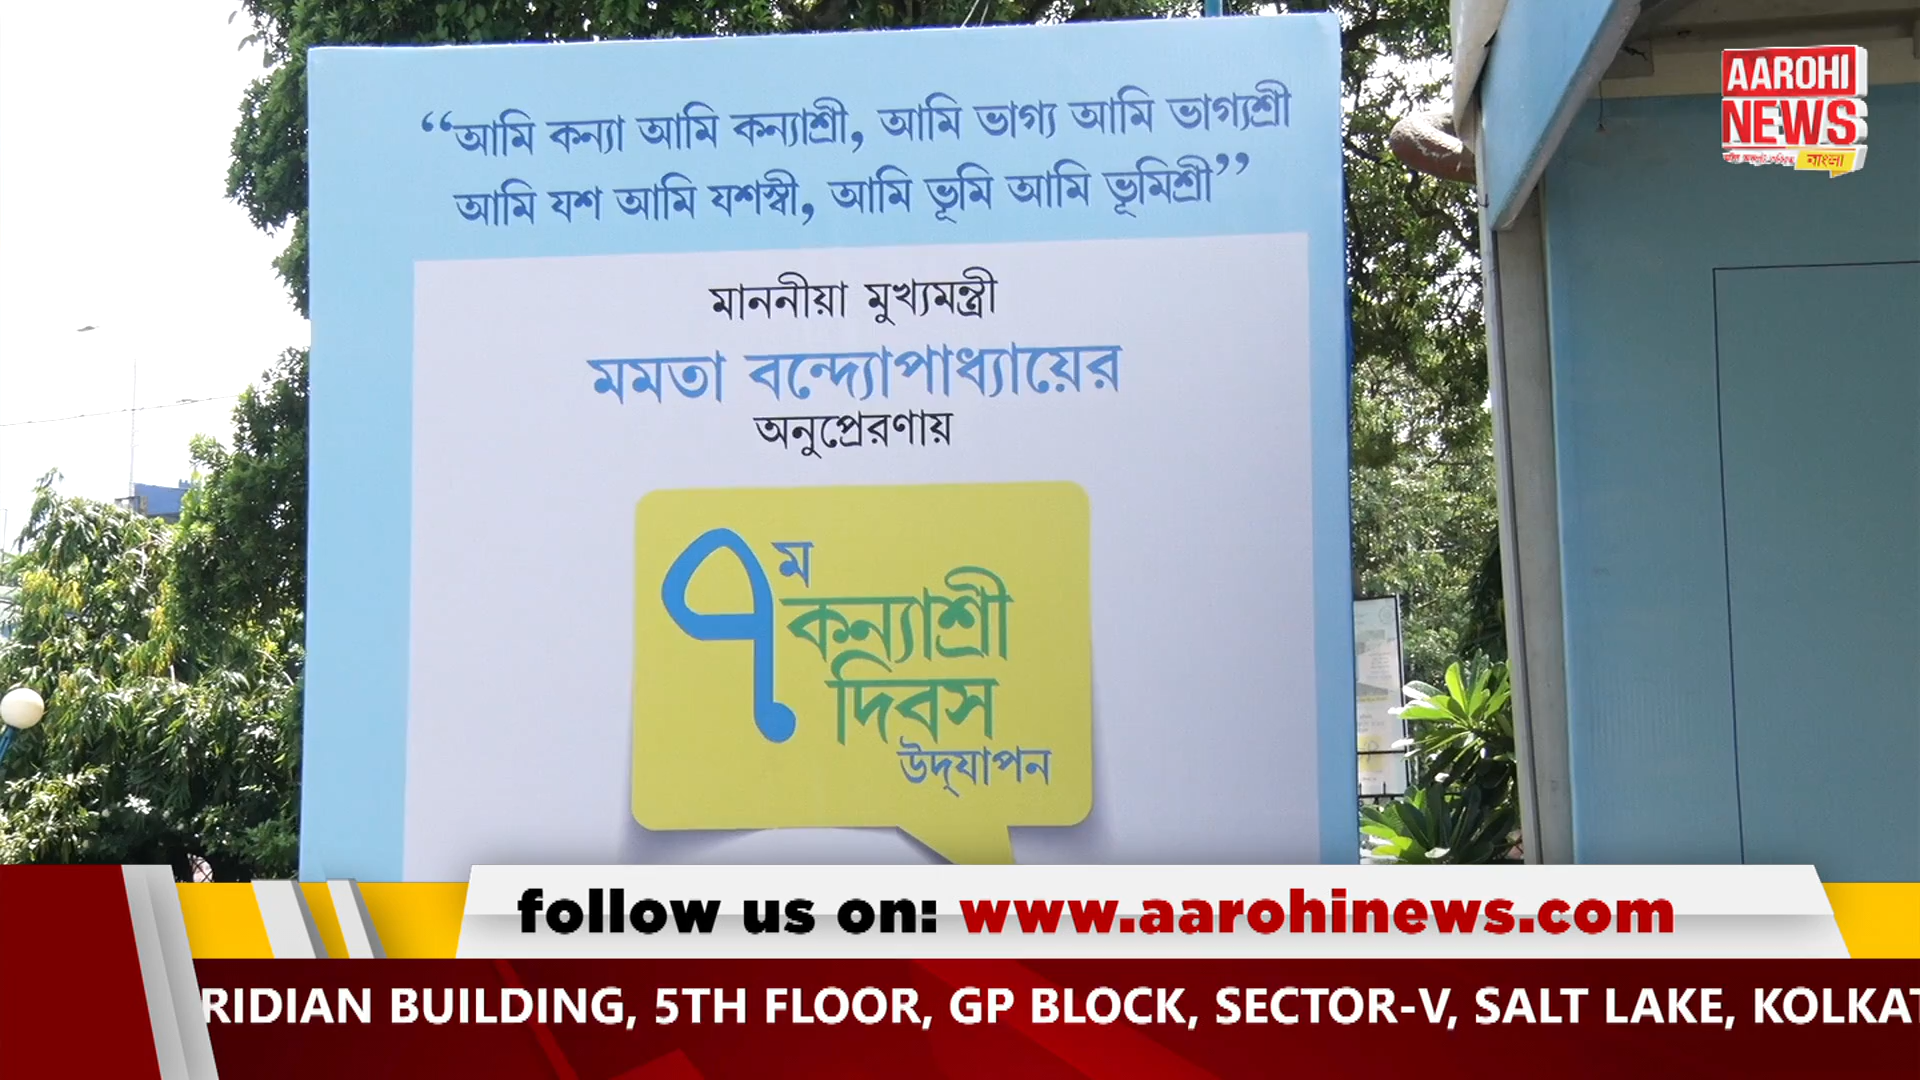 “আমি কন্যা আমি কন্যাশ্রী, আমি ভাগ্য আমি ভাগ্যশ্রী
আমি যশ আমি যশস্বী, আমি ভূমি আমি ভূমিশ্রী”
মাননীয়া মুখ্যমন্ত্রী
মমতা বন্দ্যোপাধ্যায়ের
অনুপ্রেরণায়
৭ম
কন্যাশ্রী
দিবস
উদ্‌যাপন
AAROHI
NEWS
বাংলা
follow us on: www.aarohinews.com
RIDIAN BUILDING, 5TH FLOOR, GP BLOCK, SECTOR-V, SALT LAKE, KOLKAT